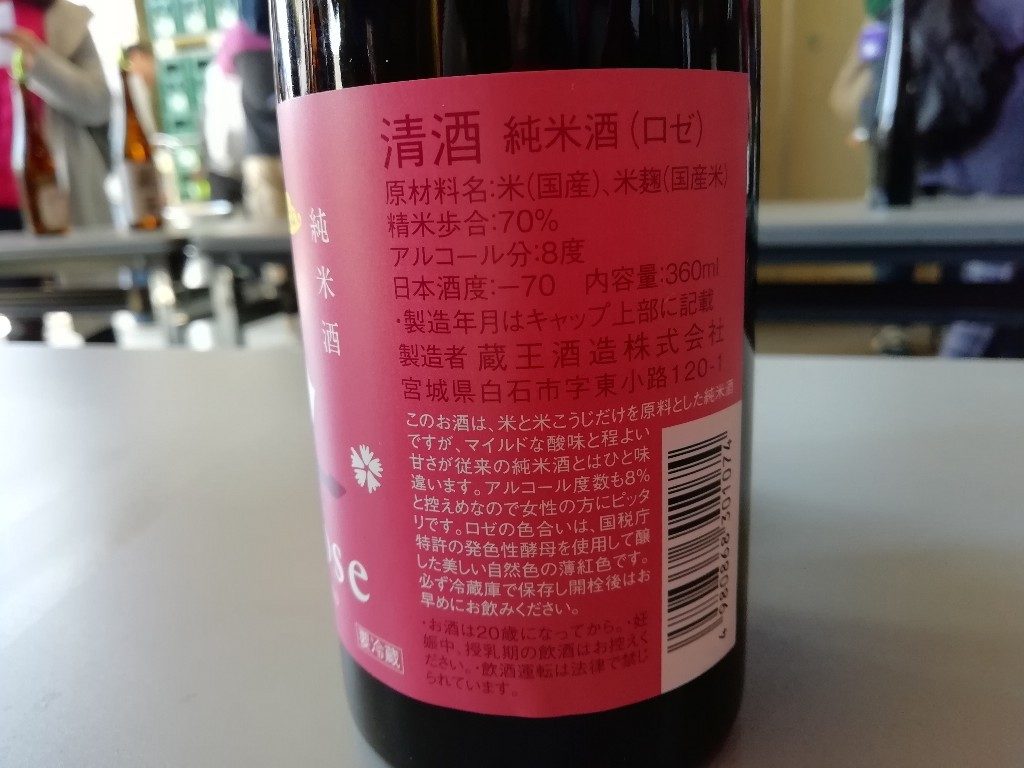 清酒 純米酒(ロゼ)
原材料名:米(国産)、米麹(国産米)
精米歩合:70%
アルコール分:8度
日本酒度:−70 内容量:360ml
・製造年月はキャップ上部に記載
製造者 蔵王酒造株式会社
宮城県白石市字東小路120-1
このお酒は、米と米こうじだけを原料とした純米酒
ですが、マイルドな酸味と程よい
甘さが従来の純米酒とはひと味
違います。アルコール度数も8%
と控えめなので女性の方にピッタ
リです。ロゼの色合いは、国税庁
特許の発色性酵母を使用して醸
した美しい自然色の薄紅色です。
必ず冷蔵庫で保存し開栓後はお
早めにお飲みください。
・お酒は20歳になってから。・妊
娠中、授乳期の飲酒はお控えく
ださい。・飲酒運転は法律で禁じ
られています。
4 980868 501074
純米酒
ose
要冷蔵